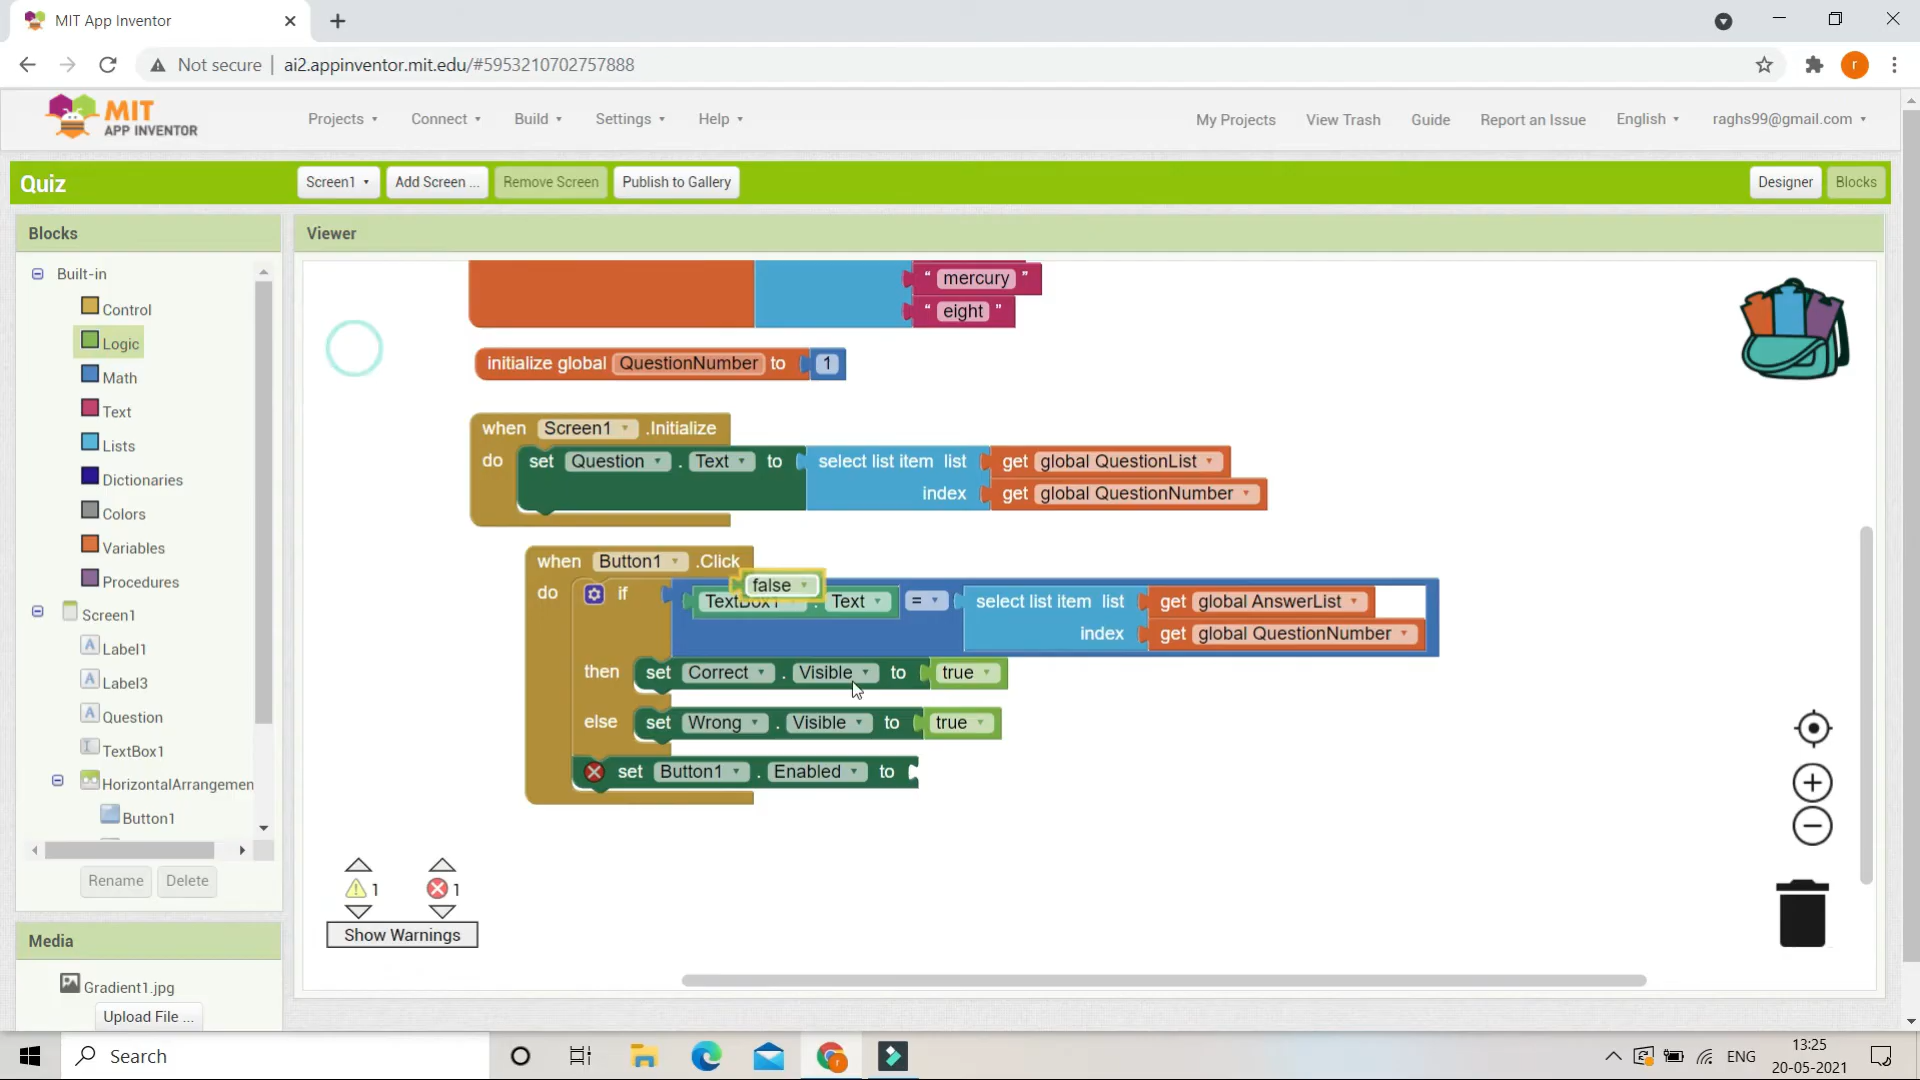 MIT App Inventor
Not secure | ai2.appinventor.mit.edu/#5953210702757888
r
MIT
APP INVENTOR
Projects Connect Build Settings Help
My Projects View Trash Guide Report an Issue English raghs99@gmail.com
Quiz
Screen1 Add Screen ... Remove Screen Publish to Gallery
Designer Blocks
Blocks
Viewer
Built-in
Control
Logic
Math
Text
Lists
Dictionaries
Colors
Variables
Procedures
Screen1
Label1
Label3
Question
TextBox1
HorizontalArrangemen
Button1
Rename Delete
Media
Gradient1.jpg
Upload File ...
“ mercury ”
“ eight ”
initialize global QuestionNumber to 1
when Screen1 .Initialize
do set Question . Text to select list item list get global QuestionList
index get global QuestionNumber
when Button1 .Click
false
do if TextBox1 . Text = select list item list get global AnswerList
index get global QuestionNumber
then set Correct . Visible to true
else set Wrong . Visible to true
set Button1 . Enabled to
1 1
Show Warnings
Search
ENG
13:25
20-05-2021